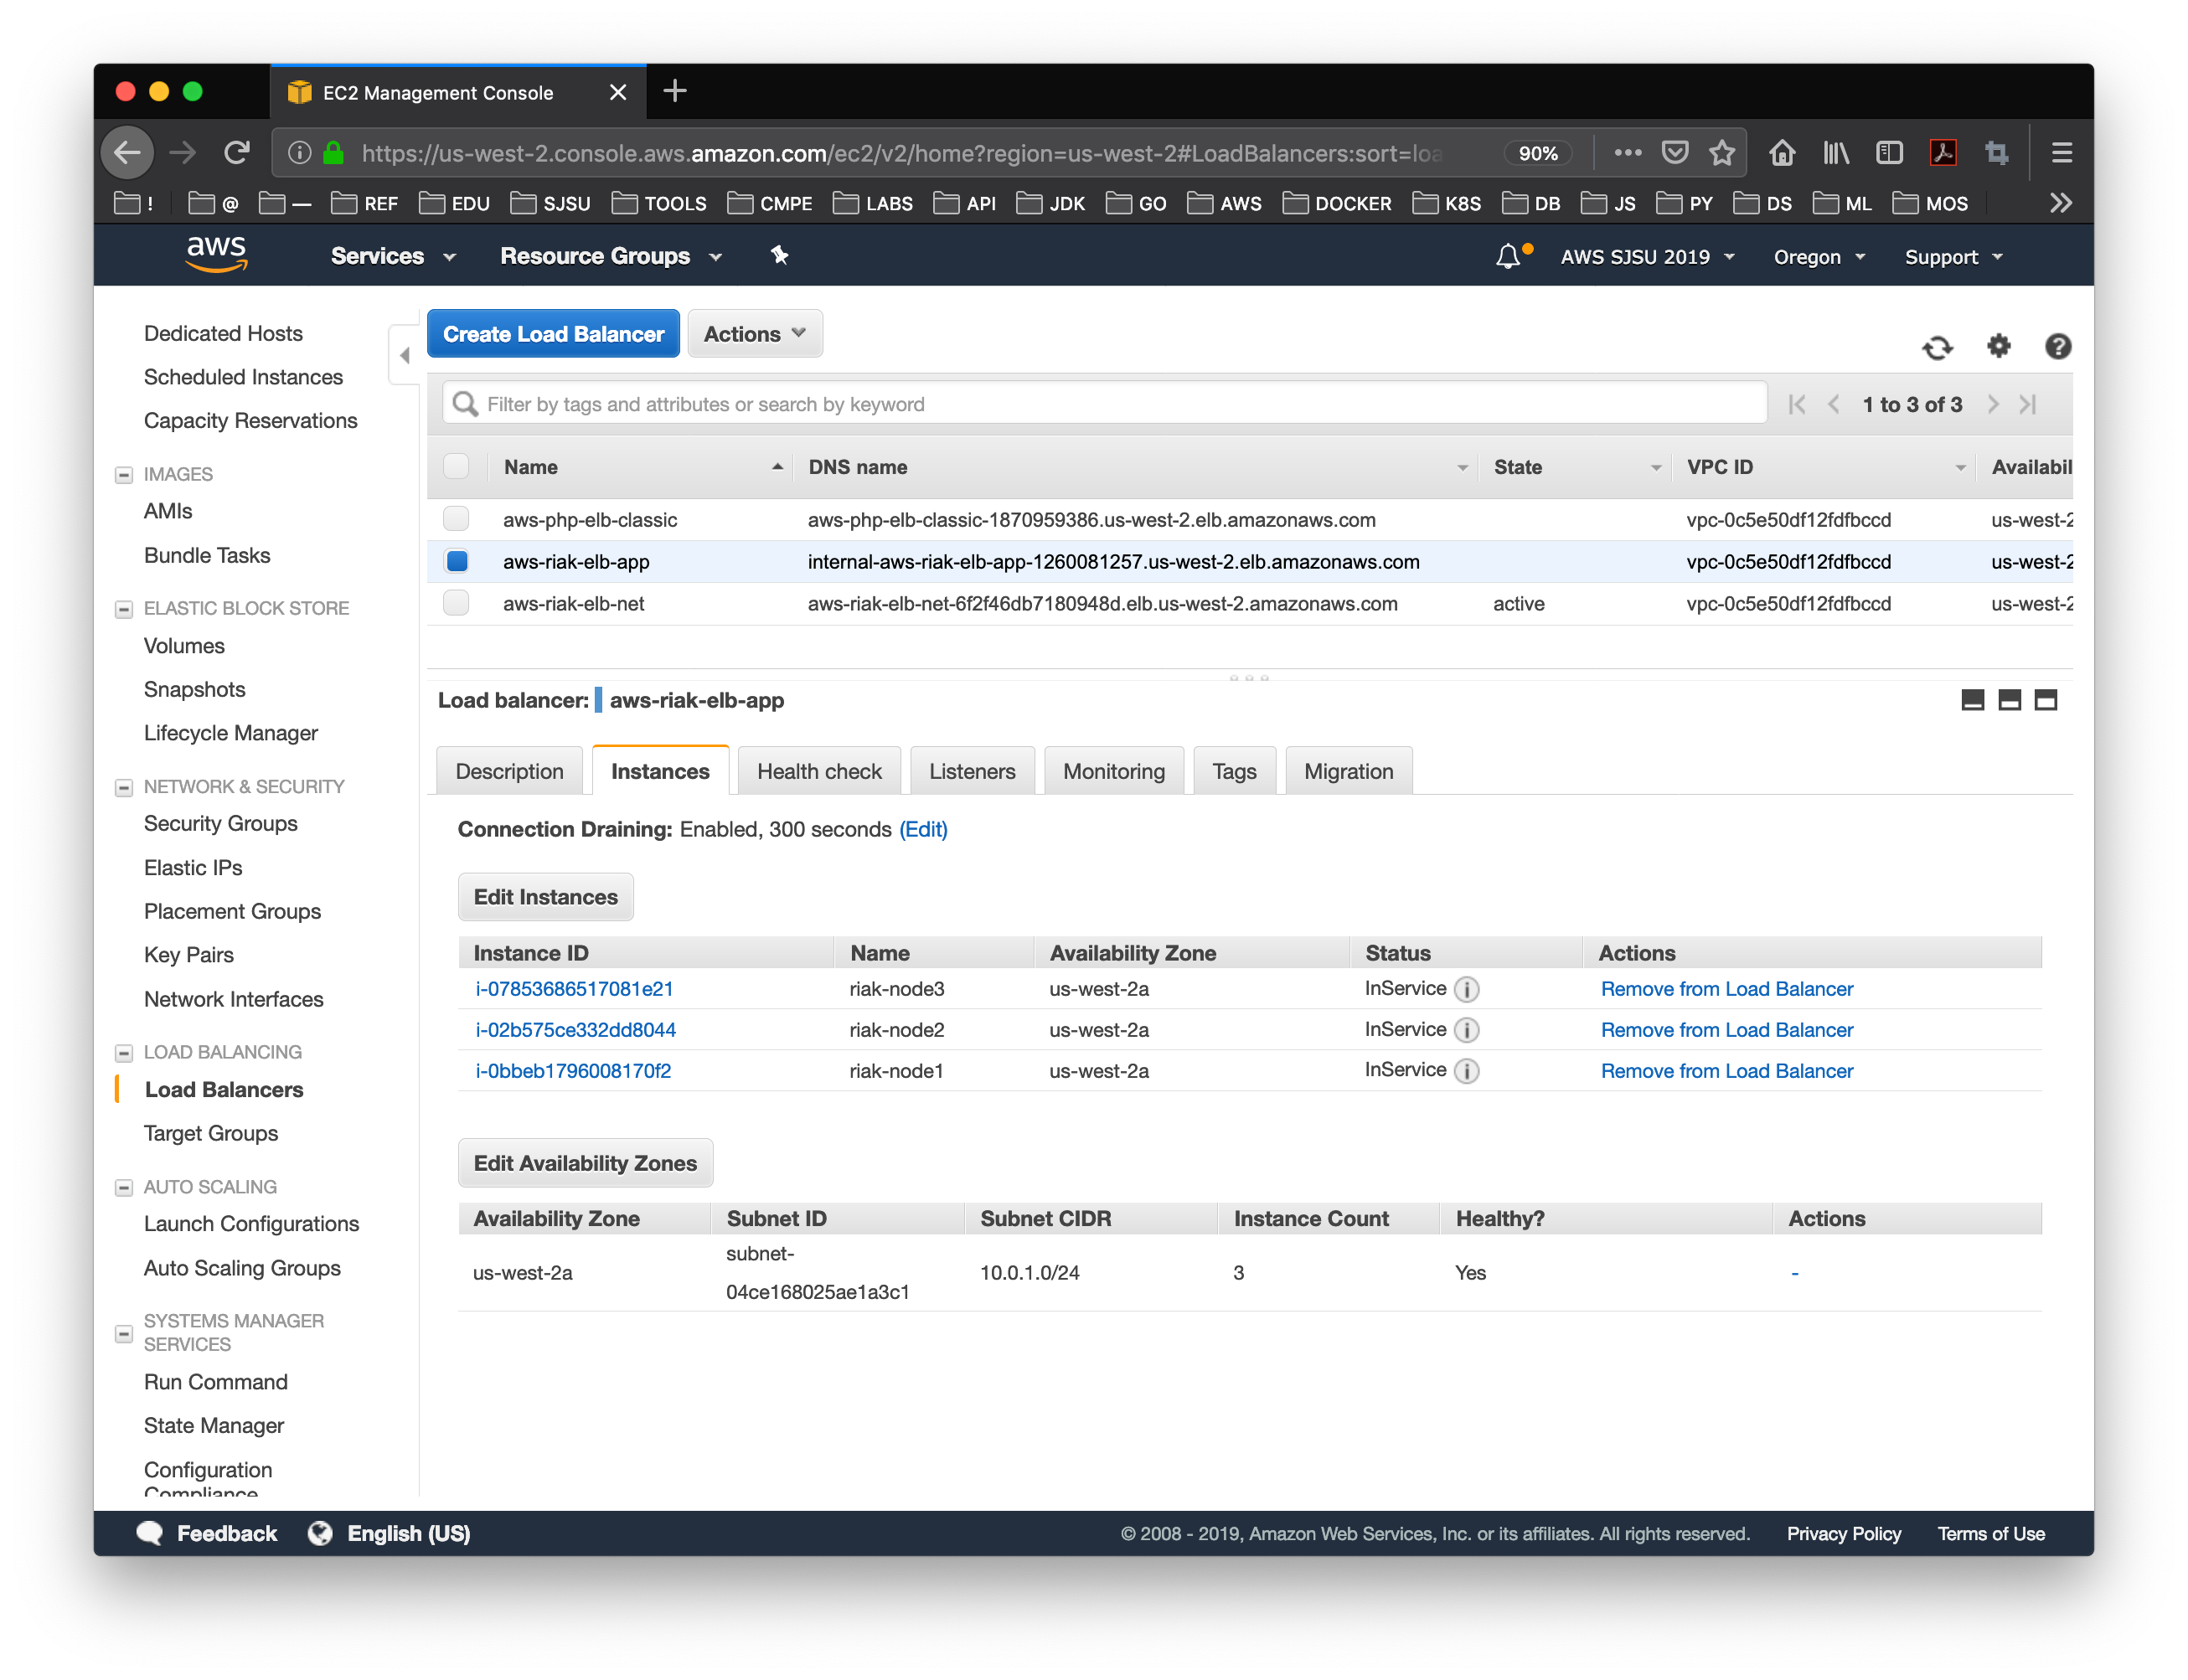 EC2 Management Console
https://us-west-2.console.aws.amazon.com/ec2/v2/home?region=us-west-2#LoadBalancers:sort=loa 90%
! @ — REF EDU SJSU TOOLS CMPE LABS API JDK GO AWS DOCKER K8S DB JS PY DS ML MOS
aws Services Resource Groups AWS SJSU 2019 Oregon Support
Dedicated Hosts
Scheduled Instances
Capacity Reservations
IMAGES
AMIs
Bundle Tasks
ELASTIC BLOCK STORE
Volumes
Snapshots
Lifecycle Manager
NETWORK & SECURITY
Security Groups
Elastic IPs
Placement Groups
Key Pairs
Network Interfaces
LOAD BALANCING
Load Balancers
Target Groups
AUTO SCALING
Launch Configurations
Auto Scaling Groups
SYSTEMS MANAGER
SERVICES
Run Command
State Manager
Configuration
Compliance
Create Load Balancer Actions
Filter by tags and attributes or search by keyword 1 to 3 of 3
Name DNS name State VPC ID Availabil
aws-php-elb-classic aws-php-elb-classic-1870959386.us-west-2.elb.amazonaws.com vpc-0c5e50df12fdfbccd us-west-2
aws-riak-elb-app internal-aws-riak-elb-app-1260081257.us-west-2.elb.amazonaws.com vpc-0c5e50df12fdfbccd us-west-2
aws-riak-elb-net aws-riak-elb-net-6f2f46db7180948d.elb.us-west-2.amazonaws.com active vpc-0c5e50df12fdfbccd us-west-2
Load balancer: aws-riak-elb-app
Description Instances Health check Listeners Monitoring Tags Migration
Connection Draining: Enabled, 300 seconds (Edit)
Edit Instances
Instance ID Name Availability Zone Status Actions
i-07853686517081e21 riak-node3 us-west-2a InService Remove from Load Balancer
i-02b575ce332dd8044 riak-node2 us-west-2a InService Remove from Load Balancer
i-0bbeb1796008170f2 riak-node1 us-west-2a InService Remove from Load Balancer
Edit Availability Zones
Availability Zone Subnet ID Subnet CIDR Instance Count Healthy? Actions
us-west-2a subnet-04ce168025ae1a3c1 10.0.1.0/24 3 Yes -
Feedback English (US) © 2008 - 2019, Amazon Web Services, Inc. or its affiliates. All rights reserved. Privacy Policy Terms of Use